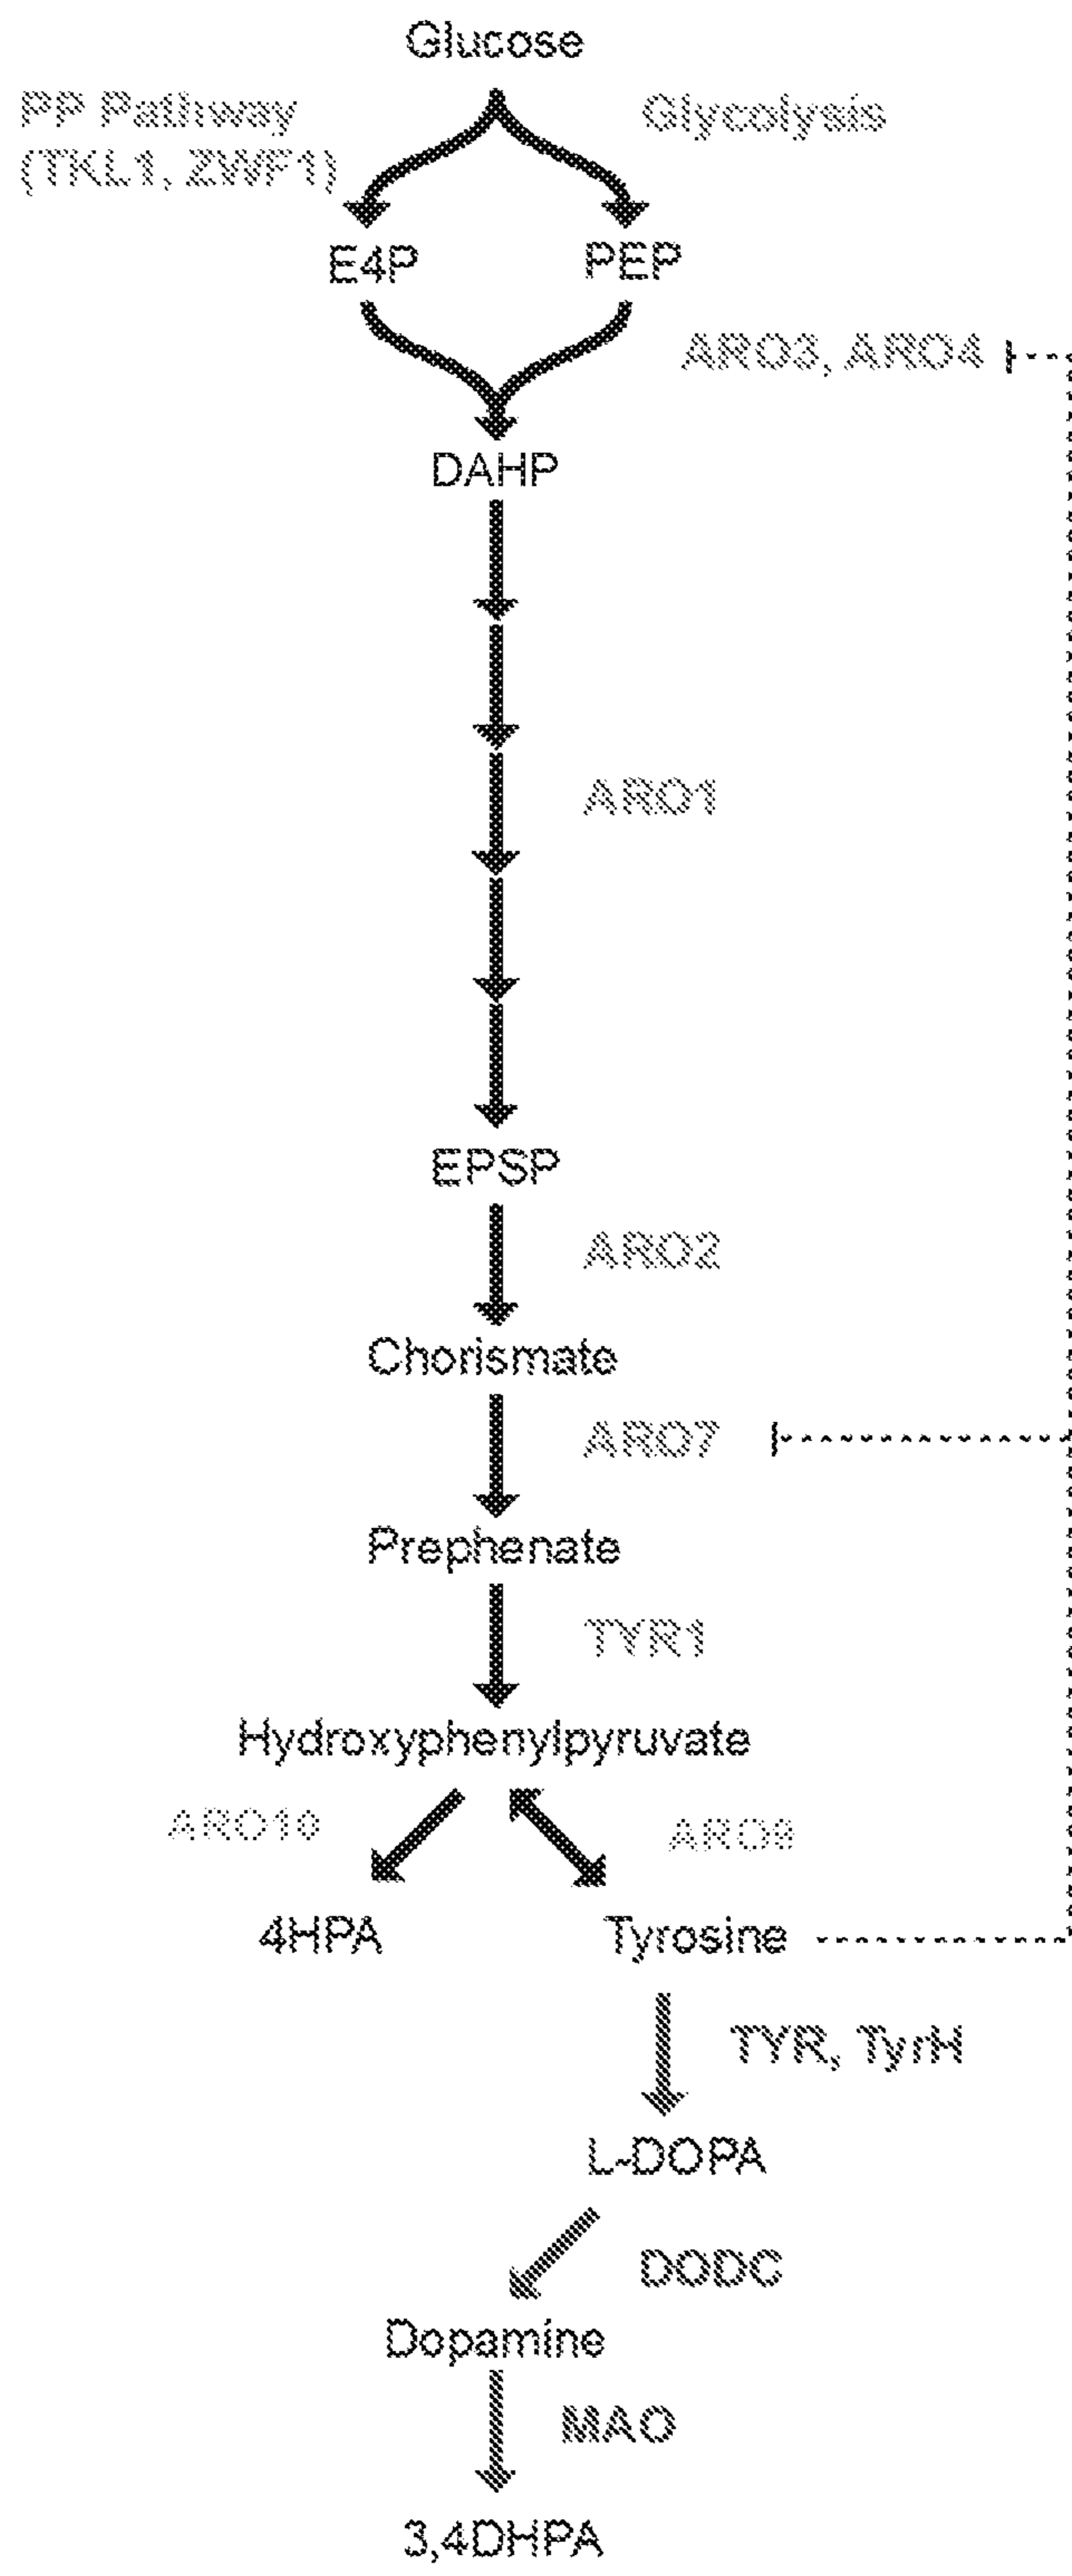 Glucose
PP Pathway
(TKL1, ZWF1)
Glycolysis
E4P
PEP
ARO3, ARO4
DAHP
ARO1
EPSP
ARO2
Chorismate
ARO7
Prephenate
TYR1
Hydroxyphenylpyruvate
ARO10
ARO9
4HPA
Tyrosine
TYR, TyrH
L-DOPA
DODC
Dopamine
MAO
3,4DHPA